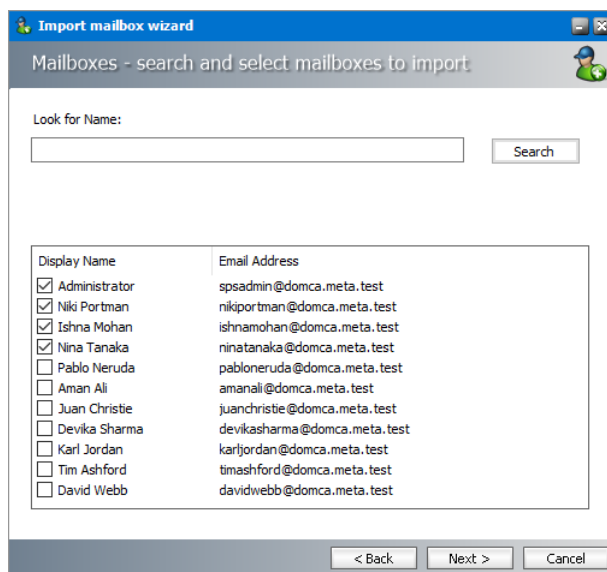 Import mailbox wizard
Mailboxes - search and select mailboxes to import
Look for Name:
Search
Display Name Email Address
Administrator spsadmin@domca.meta.test
Niki Portman nikiportman@domca.meta.test
Ishna Mohan ishnamohan@domca.meta.test
Nina Tanaka ninatanaka@domca.meta.test
Pablo Neruda pabloneruda@domca.meta.test
Aman Ali amanali@domca.meta.test
Juan Christie juanchristie@domca.meta.test
Devika Sharma devikasharma@domca.meta.test
Karl Jordan karljordan@domca.meta.test
Tim Ashford timashford@domca.meta.test
David Webb davidwebb@domca.meta.test
< Back Next > Cancel